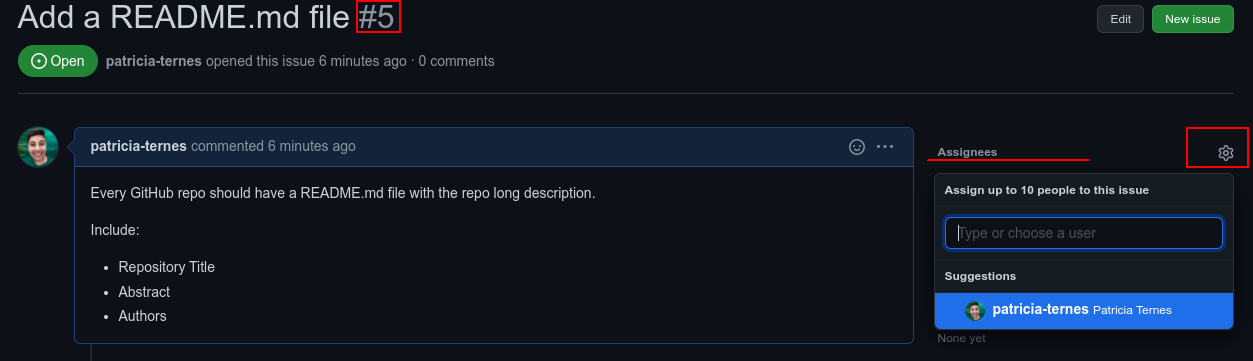 Add a README.md file #5
Edit
New issue
Open
patricia-ternes opened this issue 6 minutes ago · 0 comments
patricia-ternes commented 6 minutes ago
Every GitHub repo should have a README.md file with the repo long description.
Include:
• Repository Title
• Abstract
• Authors
Assignees
Assign up to 10 people to this issue
Type or choose a user
Suggestions
patricia-ternes Patricia Ternes
None yet